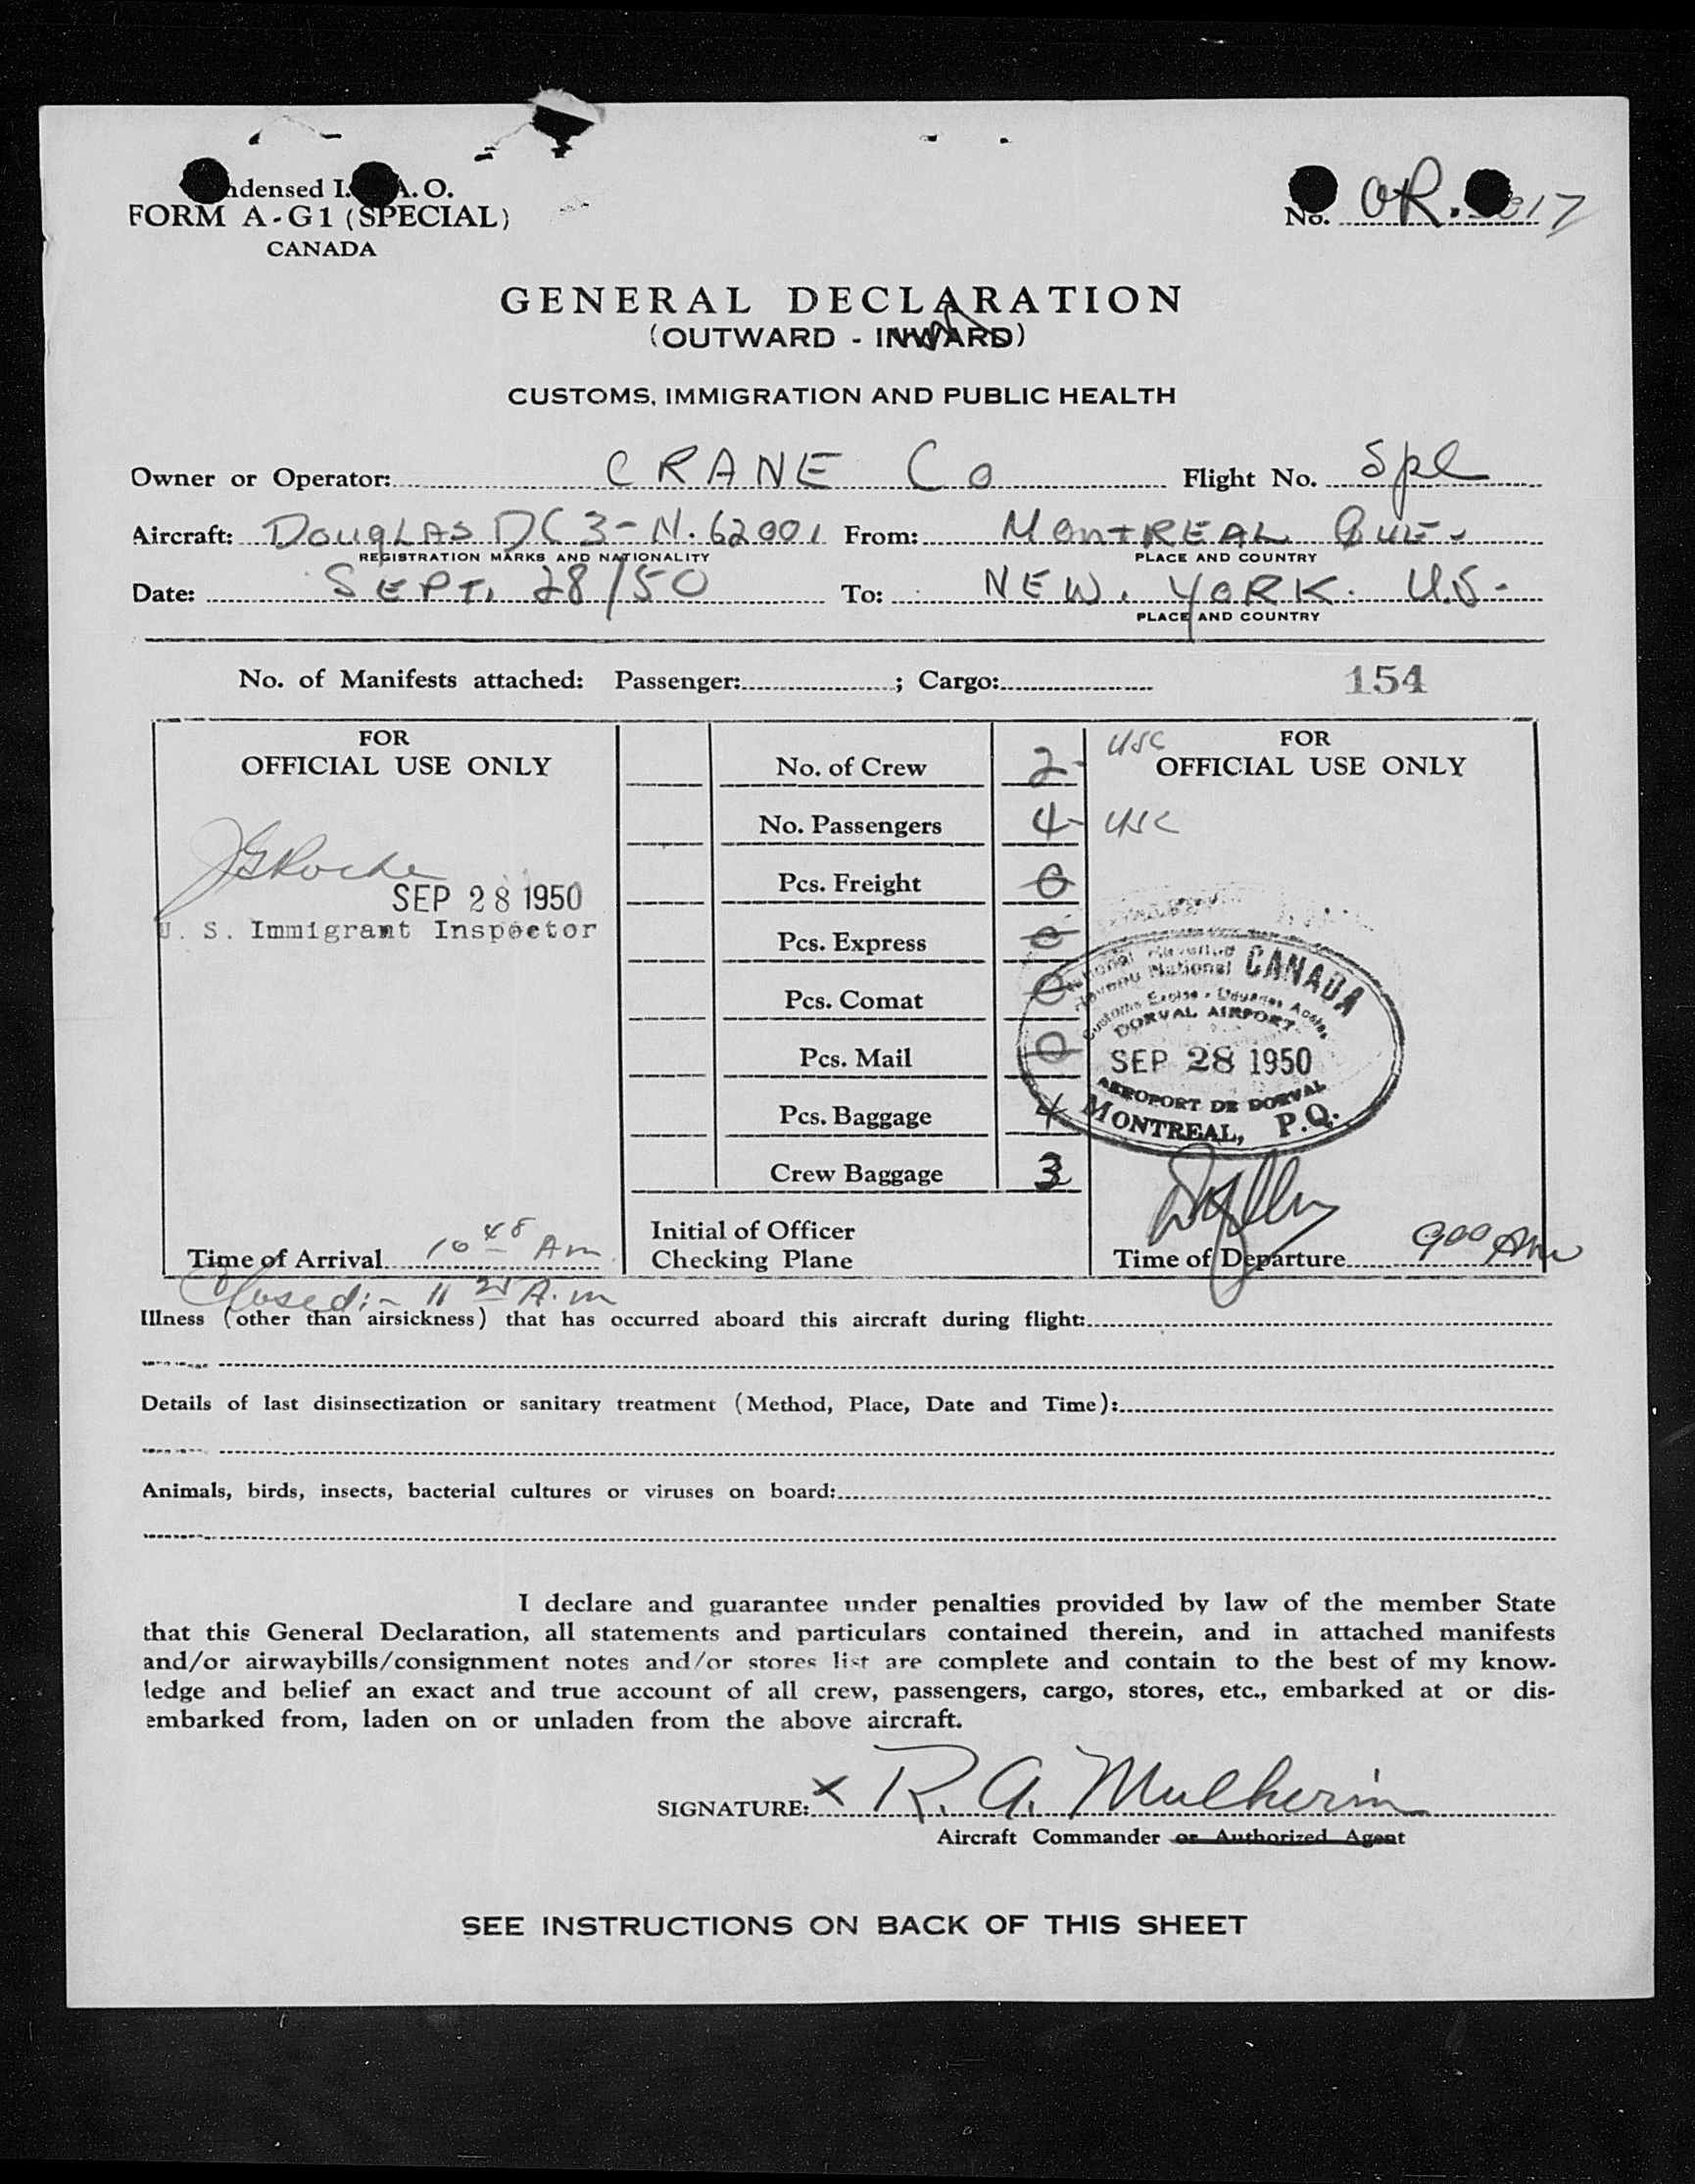 ndensed I. A.O.
FORM A-G1 (SPECIAL)
CANADA
No. OR. 17
GENERAL DECLARATION
(OUTWARD - INWARD)
CUSTOMS, IMMIGRATION AND PUBLIC HEALTH
Owner or Operator: CRANE Co Flight No. Spl
Aircraft: DougLAS DC 3 - N. 62001 From: MonTREAL QUE.
REGISTRATION MARKS AND NATIONALITY PLACE AND COUNTRY
Date: SEPT. 28/50 To: NEW. YORK. U.S.
PLACE AND COUNTRY
No. of Manifests attached: Passenger: ; Cargo: 154
FOR
OFFICIAL USE ONLY
SEP 28 1950
U. S. Immigrant Inspector
Time of Arrival 10 48 Am
Closed:- 11 A.m
No. of Crew 2 - USC
No. Passengers 4 - USC
Pcs. Freight 0
Pcs. Express 0
Pcs. Comat 0
Pcs. Mail 0
Pcs. Baggage 4
Crew Baggage 3
Initial of Officer
Checking Plane
FOR
OFFICIAL USE ONLY
CANADA
DORVAL AIRPORT
SEP 28 1950
AEROPORT DE DORVAL
MONTREAL, P.Q.
Time of Departure 900 Am
Illness (other than airsickness) that has occurred aboard this aircraft during flight:
Details of last disinsectization or sanitary treatment (Method, Place, Date and Time):
Animals, birds, insects, bacterial cultures or viruses on board:
I declare and guarantee under penalties provided by law of the member State
that this General Declaration, all statements and particulars contained therein, and in attached manifests
and/or airwaybills/consignment notes and/or stores list are complete and contain to the best of my know-
ledge and belief an exact and true account of all crew, passengers, cargo, stores, etc., embarked at or dis-
embarked from, laden on or unladen from the above aircraft.
SIGNATURE: X R. A. Mulherin
Aircraft Commander or Authorized Agent
SEE INSTRUCTIONS ON BACK OF THIS SHEET